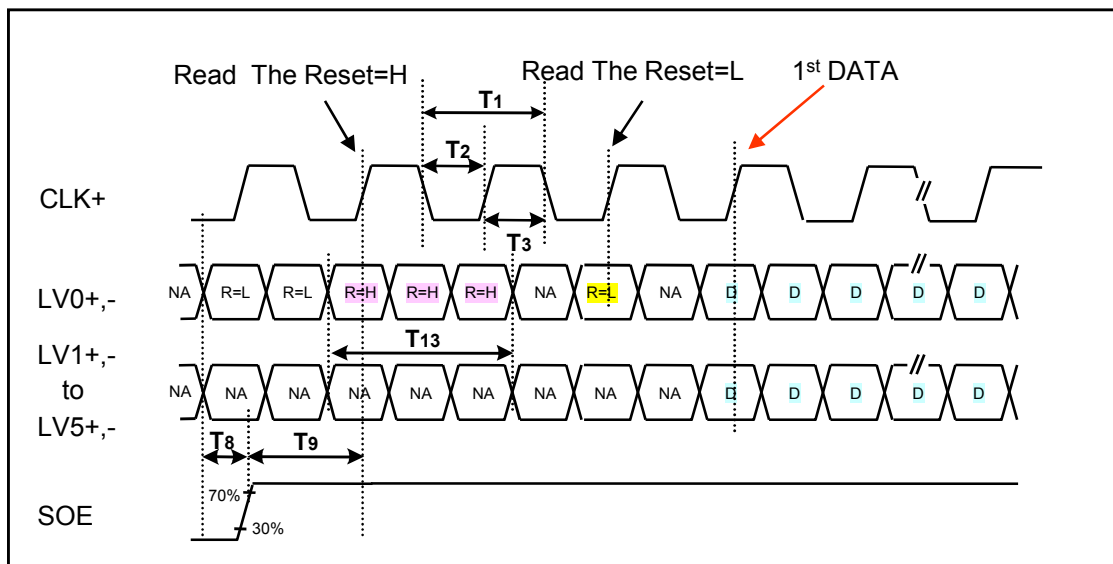 Read The Reset=H
Read The Reset=L
1st DATA
T1
T2
CLK+
T3
LV0+,-
NA R=L R=L R=H R=H R=H NA R=L NA D D D D D
T13
LV1+,-
to
LV5+,-
NA NA NA NA NA NA NA NA NA D D D D D
T8 T9
SOE
70%
30%